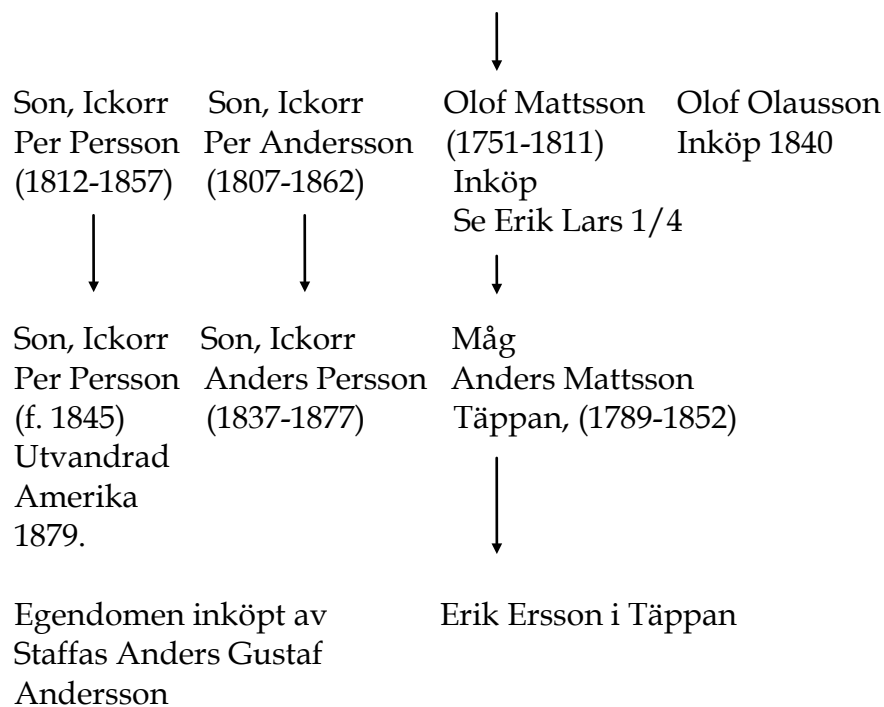 Son, Ickorr
Per Persson
(1812-1857)
Son, Ickorr
Per Andersson
(1807-1862)
Olof Mattsson
(1751-1811)
Inköp
Se Erik Lars 1/4
Olof Olausson
Inköp 1840
Son, Ickorr
Per Persson
(f. 1845)
Utvandrad
Amerika
1879.
Son, Ickorr
Anders Persson
(1837-1877)
Måg
Anders Mattsson
Täppan, (1789-1852)
Egendomen inköpt av
Staffas Anders Gustaf
Andersson
Erik Ersson i Täppan